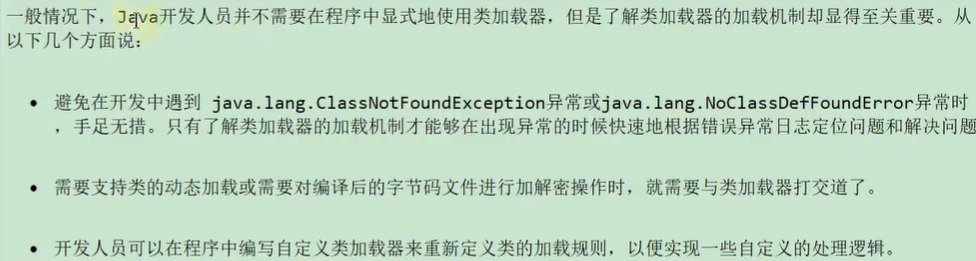 一般情况下，Java开发人员并不需要在程序中显式地使用类加载器，但是了解类加载器的加载机制却显得至关重要。从
以下几个方面说：
• 避免在开发中遇到 java.lang.ClassNotFoundException异常或java.lang.NoClassDefFoundError异常时
，手足无措。只有了解类加载器的加载机制才能够在出现异常的时候快速地根据错误异常日志定位问题和解决问题
• 需要支持类的动态加载或需要对编译后的字节码文件进行加解密操作时，就需要与类加载器打交道了。
• 开发人员可以在程序中编写自定义类加载器来重新定义类的加载规则，以便实现一些自定义的处理逻辑。